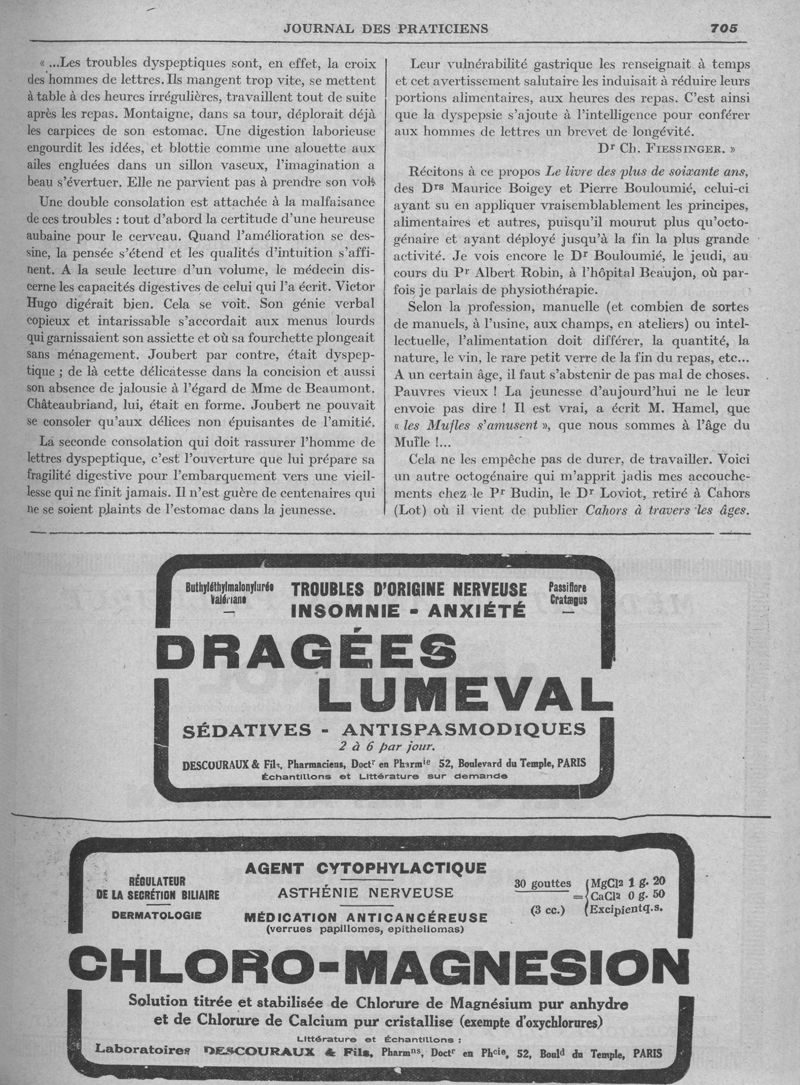 JOURNAL DES PRATICIENS
705
« ...Les troubles dyspeptiques sont, en effet, la croix
des hommes de lettres. Ils mangent trop vite, se mettent
à table à des heures irrégulières, travaillent tout de suite
après les repas. Montaigne, dans sa tour, déplorait déjà
les carpices de son estomac. Une digestion laborieuse
engourdit les idées, et blottie comme une alouette aux
ailes engluées dans un sillon vaseux, l'imagination a
beau s'évertuer. Elle ne parvient pas à prendre son vol.
Une double consolation est attachée à la malfaisance
de ces troubles : tout d'abord la certitude d'une heureuse
aubaine pour le cerveau. Quand l'amélioration se des-
sine, la pensée s'étend et les qualités d'intuition s'affi-
nent. A la seule lecture d'un volume, le médecin dis-
cerne les capacités digestives de celui qui l'a écrit. Victor
Hugo digérait bien. Cela se voit. Son génie verbal
copieux et intarissable s'accordait aux menus lourds
qui garnissaient son assiette et où sa fourchette plongeait
sans ménagement. Joubert par contre, était dyspep-
tique ; de là cette délicatesse dans la concision et aussi
son absence de jalousie à l'égard de Mme de Beaumont.
Châteaubriand, lui, était en forme. Joubert ne pouvait
se consoler qu'aux délices non épuisantes de l'amitié.
La seconde consolation qui doit rassurer l'homme de
lettres dyspeptique, c'est l'ouverture que lui prépare sa
fragilité digestive pour l'embarquement vers une vieil-
lesse qui ne finit jamais. Il n'est guère de centenaires qui
ne se soient plaints de l'estomac dans la jeunesse.
Leur vulnérabilité gastrique les renseignait à temps
et cet avertissement salutaire les induisait à réduire leurs
portions alimentaires, aux heures des repas. C'est ainsi
que la dyspepsie s'ajoute à l'intelligence pour conférer
aux hommes de lettres un brevet de longévité.
Dr Ch. FIESSINGER. »
Récitons à ce propos Le livre des plus de soixante ans,
des Drs Maurice Boigey et Pierre Bouloumié, celui-ci
ayant su en appliquer vraisemblablement les principes,
alimentaires et autres, puisqu'il mourut plus qu'octo-
génaire et ayant déployé jusqu'à la fin la plus grande
activité. Je vois encore le Dr Bouloumié, le jeudi, au
cours du Pr Albert Robin, à l'hôpital Beaujon, où par-
fois je parlais de physiothérapie.
Selon la profession, manuelle (et combien de sortes
de manuels, à l'usine, aux champs, en ateliers) ou intel-
lectuelle, l'alimentation doit différer, la quantité, la
nature, le vin, le rare petit verre de la fin du repas, etc...
A un certain âge, il faut s'abstenir de pas mal de choses.
Pauvres vieux ! La jeunesse d'aujourd'hui ne le leur
envoie pas dire ! Il est vrai, a écrit M. Hamel, que
« les Mufles s'amusent », que nous sommes à l'âge du
Mufle !...
Cela ne les empêche pas de durer, de travailler. Voici
un autre octogénaire qui m'apprit jadis mes accouche-
ments chez le Pr Budin, le Dr Loviot, retiré à Cahors
(Lot) où il vient de publier Cahors à travers les âges.
Buthyléthylmalonylurée
Valériane
TROUBLES D'ORIGINE NERVEUSE
INSOMNIE - ANXIÉTÉ
Passiflore
Cratægus
DRAGÉES
LUMEVAL
SÉDATIVES - ANTISPASMODIQUES
2 à 6 par jour.
DESCOURAUX & Fils, Pharmaciens, Doctr en Pharmie 52, Boulevard du Temple, PARIS
Échantillons et Littérature sur demande
RÉGULATEUR
DE LA SECRÉTION BILIAIRE
DERMATOLOGIE
AGENT CYTOPHYLACTIQUE
ASTHÉNIE NERVEUSE
MÉDICATION ANTICANCÉREUSE
(verrues papillomes, epitheliomas)
30 gouttes
(3 cc.)
= { MgCl2 1 g. 20
CaCl2 0 g. 50
Excipient q.s.
CHLORO-MAGNESION
Solution titrée et stabilisée de Chlorure de Magnésium pur anhydre
et de Chlorure de Calcium pur cristallise (exempte d'oxychlorures)
Littérature et Échantillons :
Laboratoires DESCOURAUX & Fils, Pharmns, Doctr en Phcie, 52, Bould du Temple, PARIS